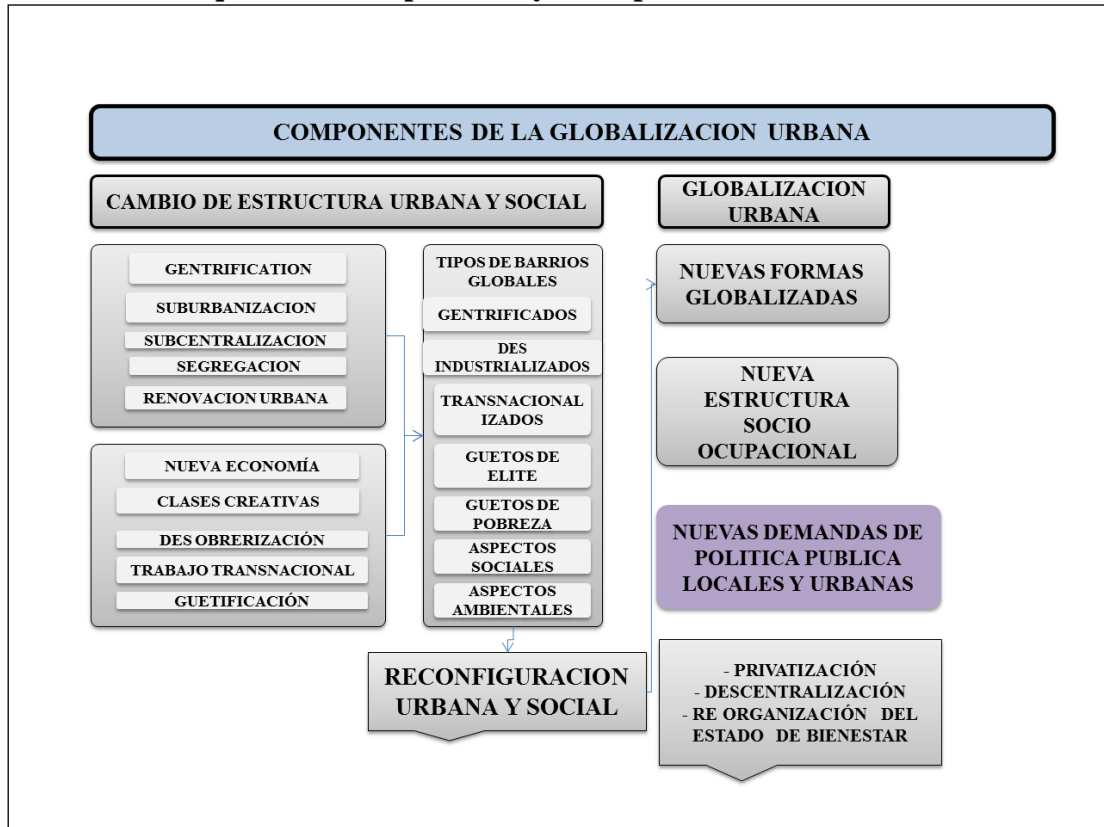 COMPONENTES DE LA GLOBALIZACION URBANA
CAMBIO DE ESTRUCTURA URBANA Y SOCIAL
GENTRIFICATION
SUBURBANIZACION
SUBCENTRALIZACION
SEGREGACION
RENOVACION URBANA
NUEVA ECONOMÍA
CLASES CREATIVAS
DES OBRERIZACIÓN
TRABAJO TRANSNACIONAL
GUETIFICACIÓN
TIPOS DE BARRIOS
GLOBALES
GENTRIFICADOS
DES
INDUSTRIALIZADOS
TRANSNACIONAL
IZADOS
GUETOS DE
ELITE
GUETOS DE
POBREZA
ASPECTOS
SOCIALES
ASPECTOS
AMBIENTALES
RECONFIGURACION
URBANA Y SOCIAL
GLOBALIZACION
URBANA
NUEVAS FORMAS
GLOBALIZADAS
NUEVA
ESTRUCTURA
SOCIO
OCUPACIONAL
NUEVAS DEMANDAS DE
POLITICA PUBLICA
LOCALES Y URBANAS
- PRIVATIZACIÓN
- DESCENTRALIZACIÓN
- RE ORGANIZACIÓN DEL
ESTADO DE BIENESTAR